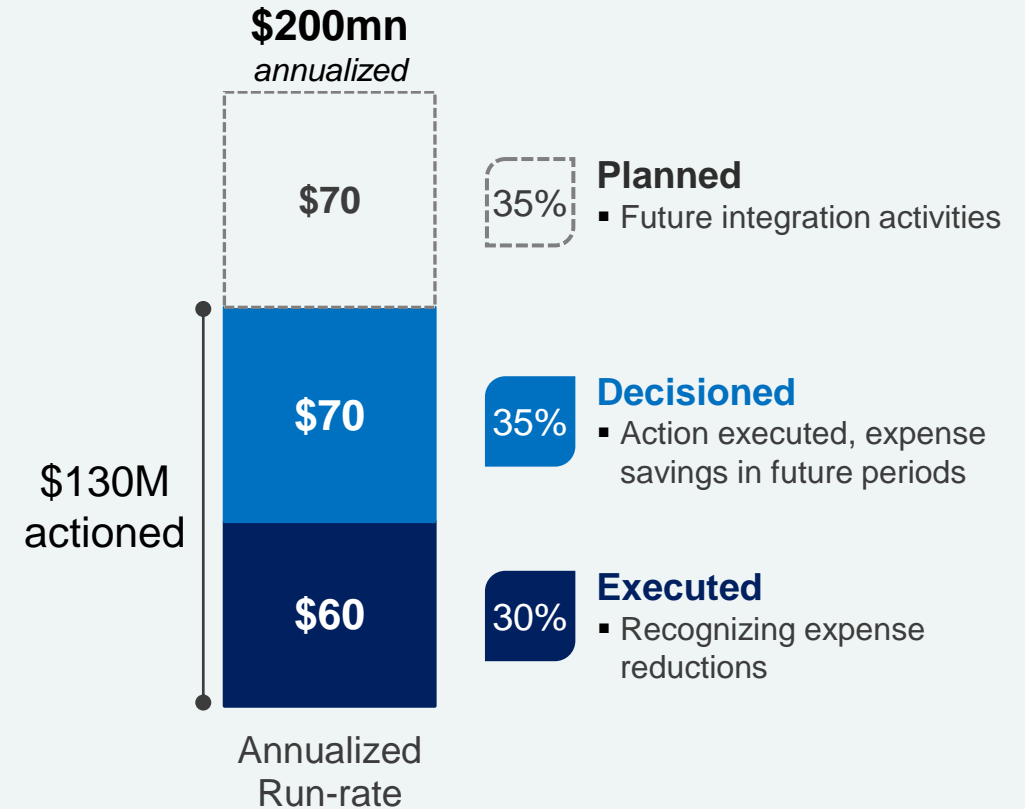 $200mn
annualized
$70
35%
Planned
▪ Future integration activities
$130M
actioned
$70
35%
Decisioned
▪ Action executed, expense
savings in future periods
$60
30%
Executed
▪ Recognizing expense
reductions
Annualized
Run-rate